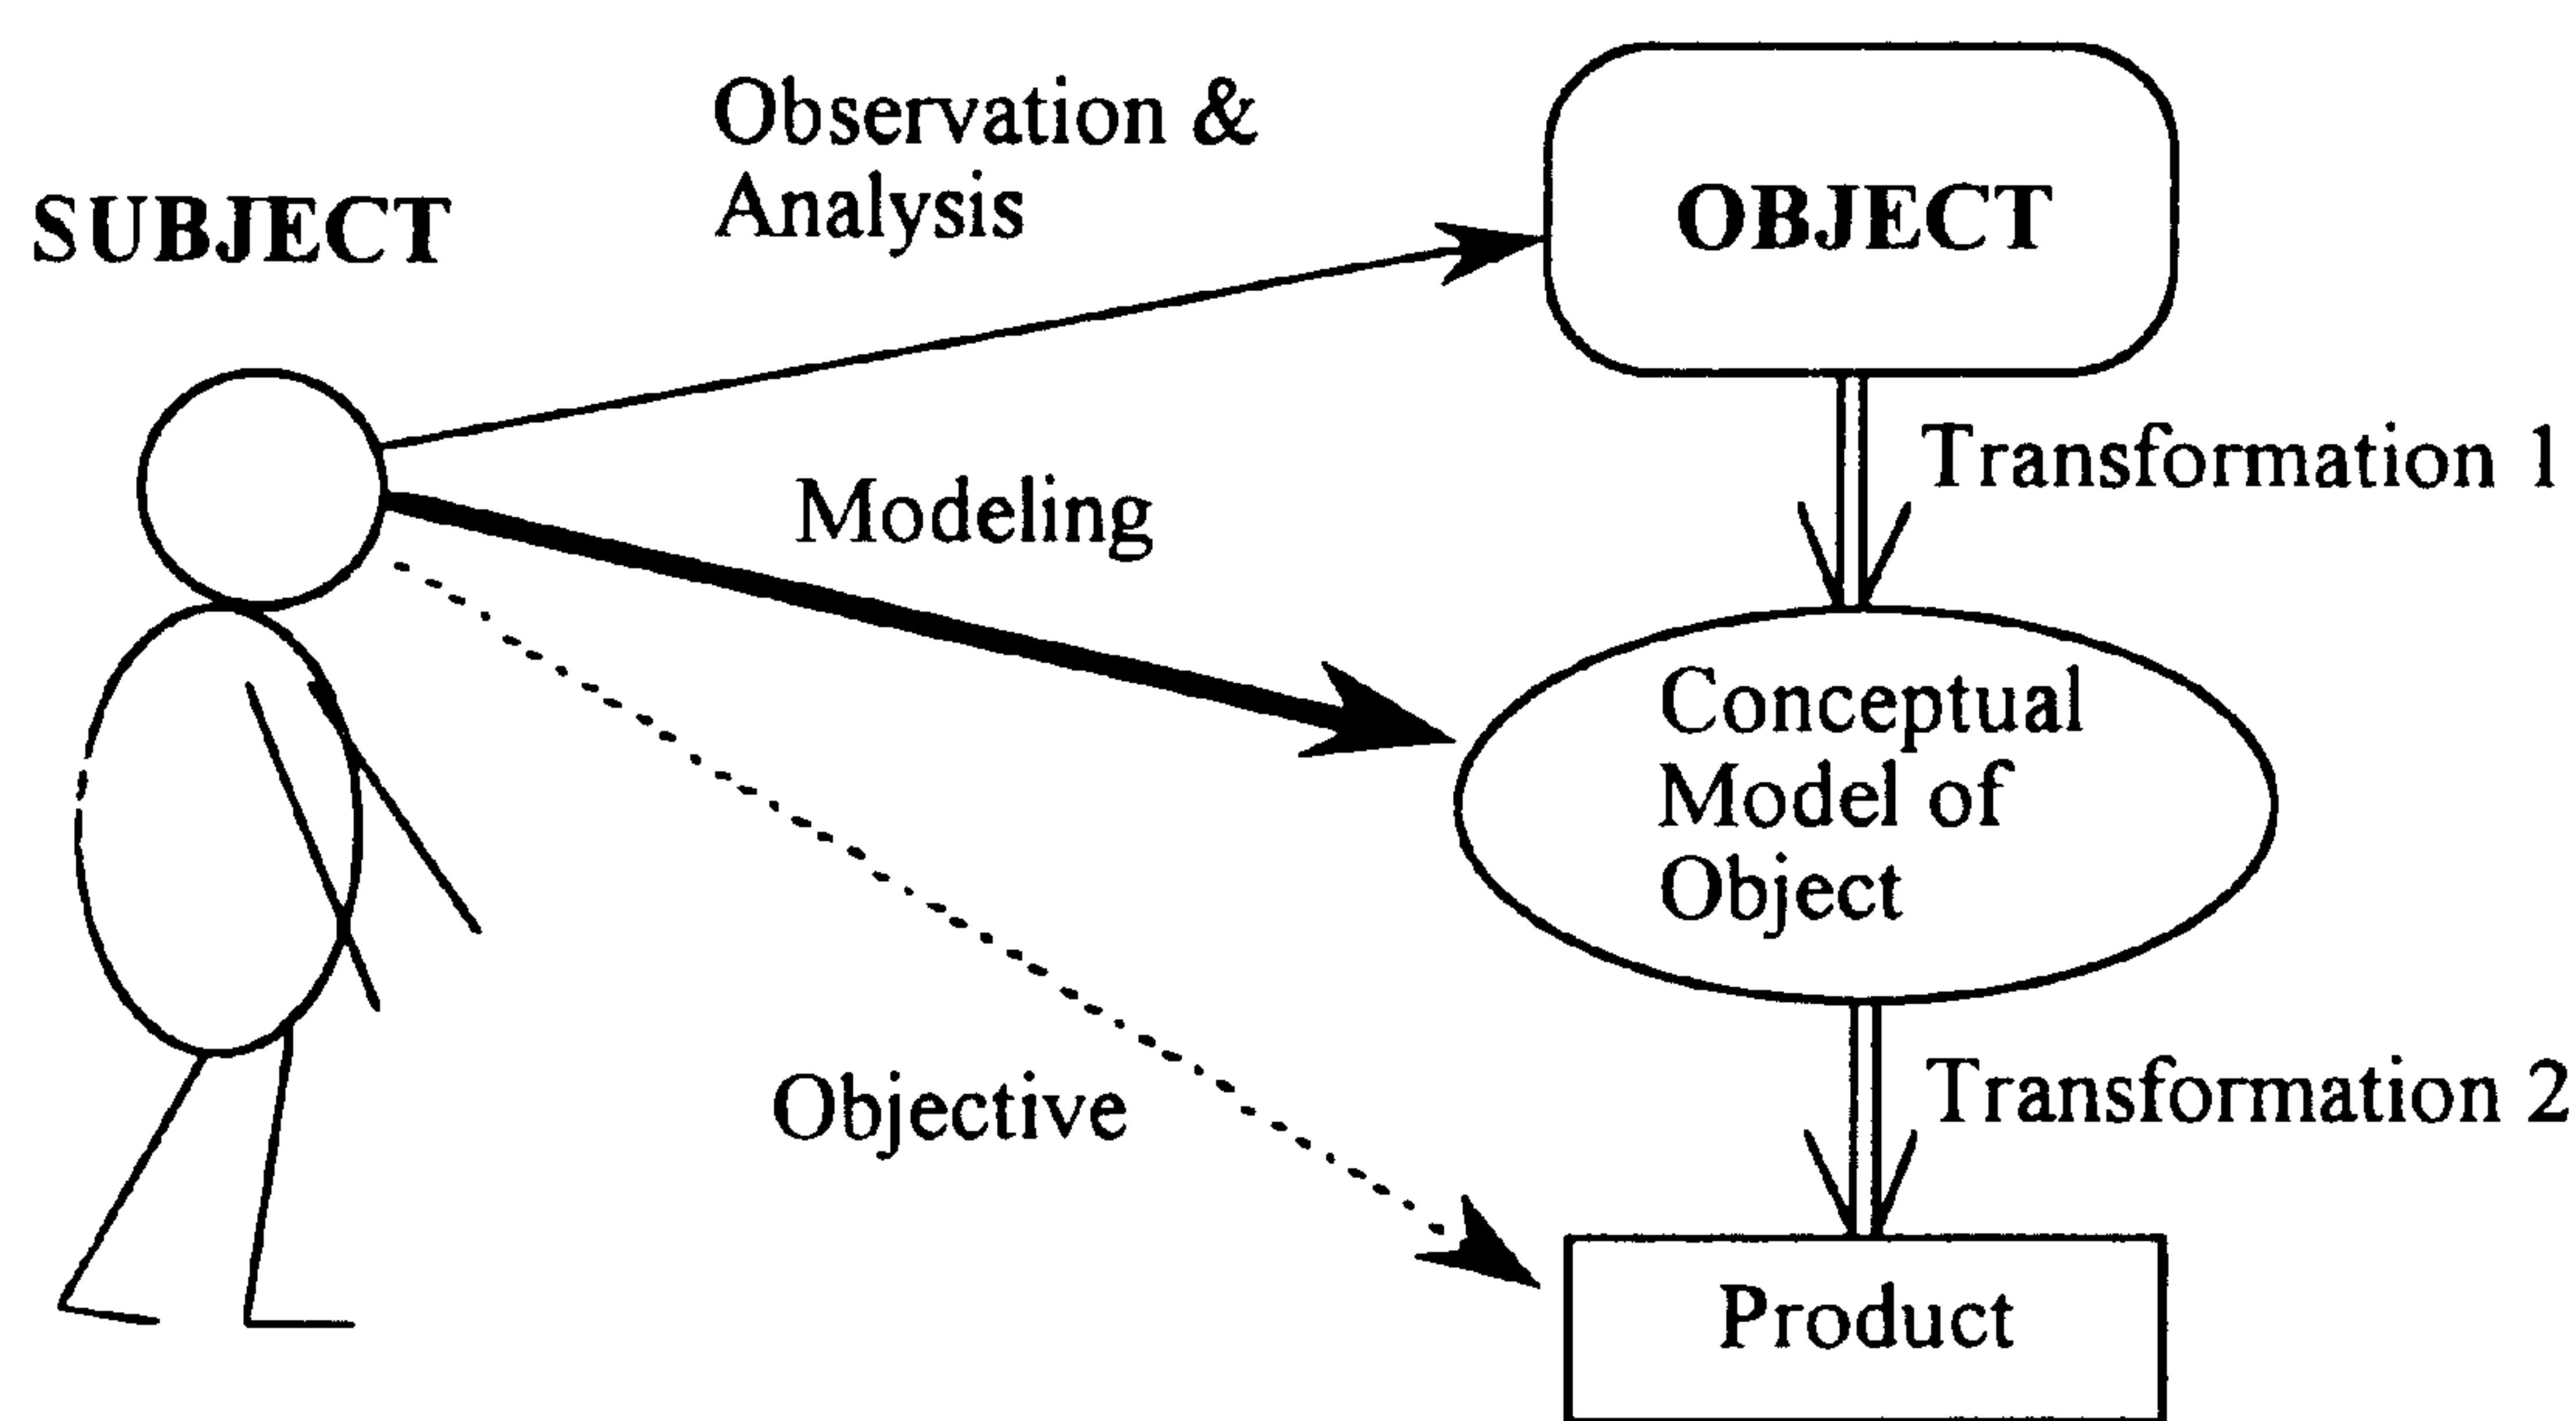 SUBJECT
Observation &
Analysis
OBJECT
Transformation 1
Modeling
Conceptual
Model of
Object
Objective
Transformation 2
Product